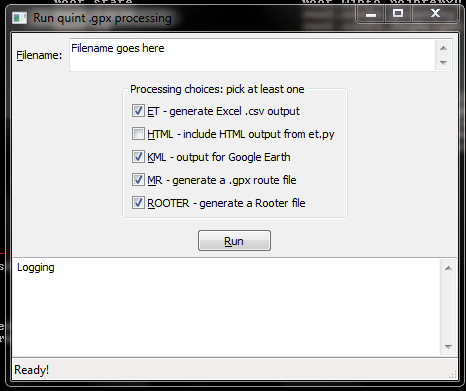 Run quint .gpx processing
Filename:
Filename goes here
Processing choices: pick at least one
ET - generate Excel .csv output
HTML - include HTML output from et.py
KML - output for Google Earth
MR - generate a .gpx route file
ROOTER - generate a Rooter file
Run
Logging
Ready!